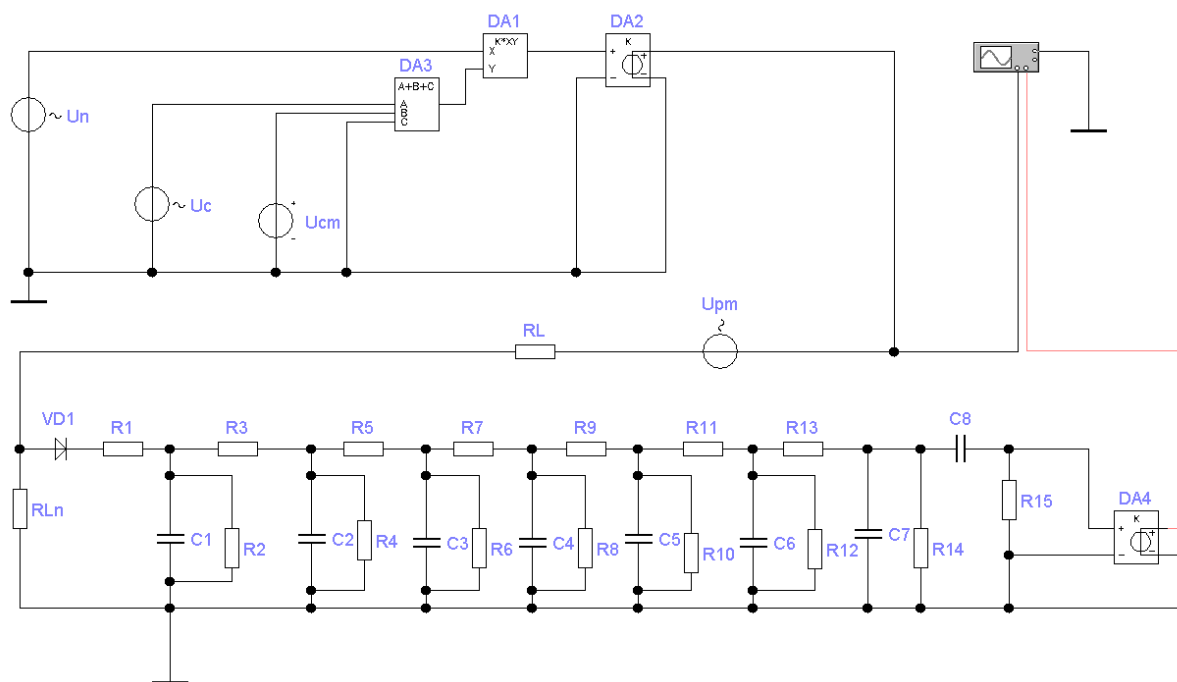 DA1
DA2
K*XY
X
Y
K
+
+
−
−
DA3
A+B+C
A
B
C
~ Un
~ Uc
+
Ucm
−
Upm
~
RL
VD1
R1
R3
R5
R7
R9
R11
R13
C8
RLn
C1
R2
C2
R4
C3
R6
C4
R8
C5
R10
C6
R12
C7
R14
R15
DA4
K
+
+
−
−